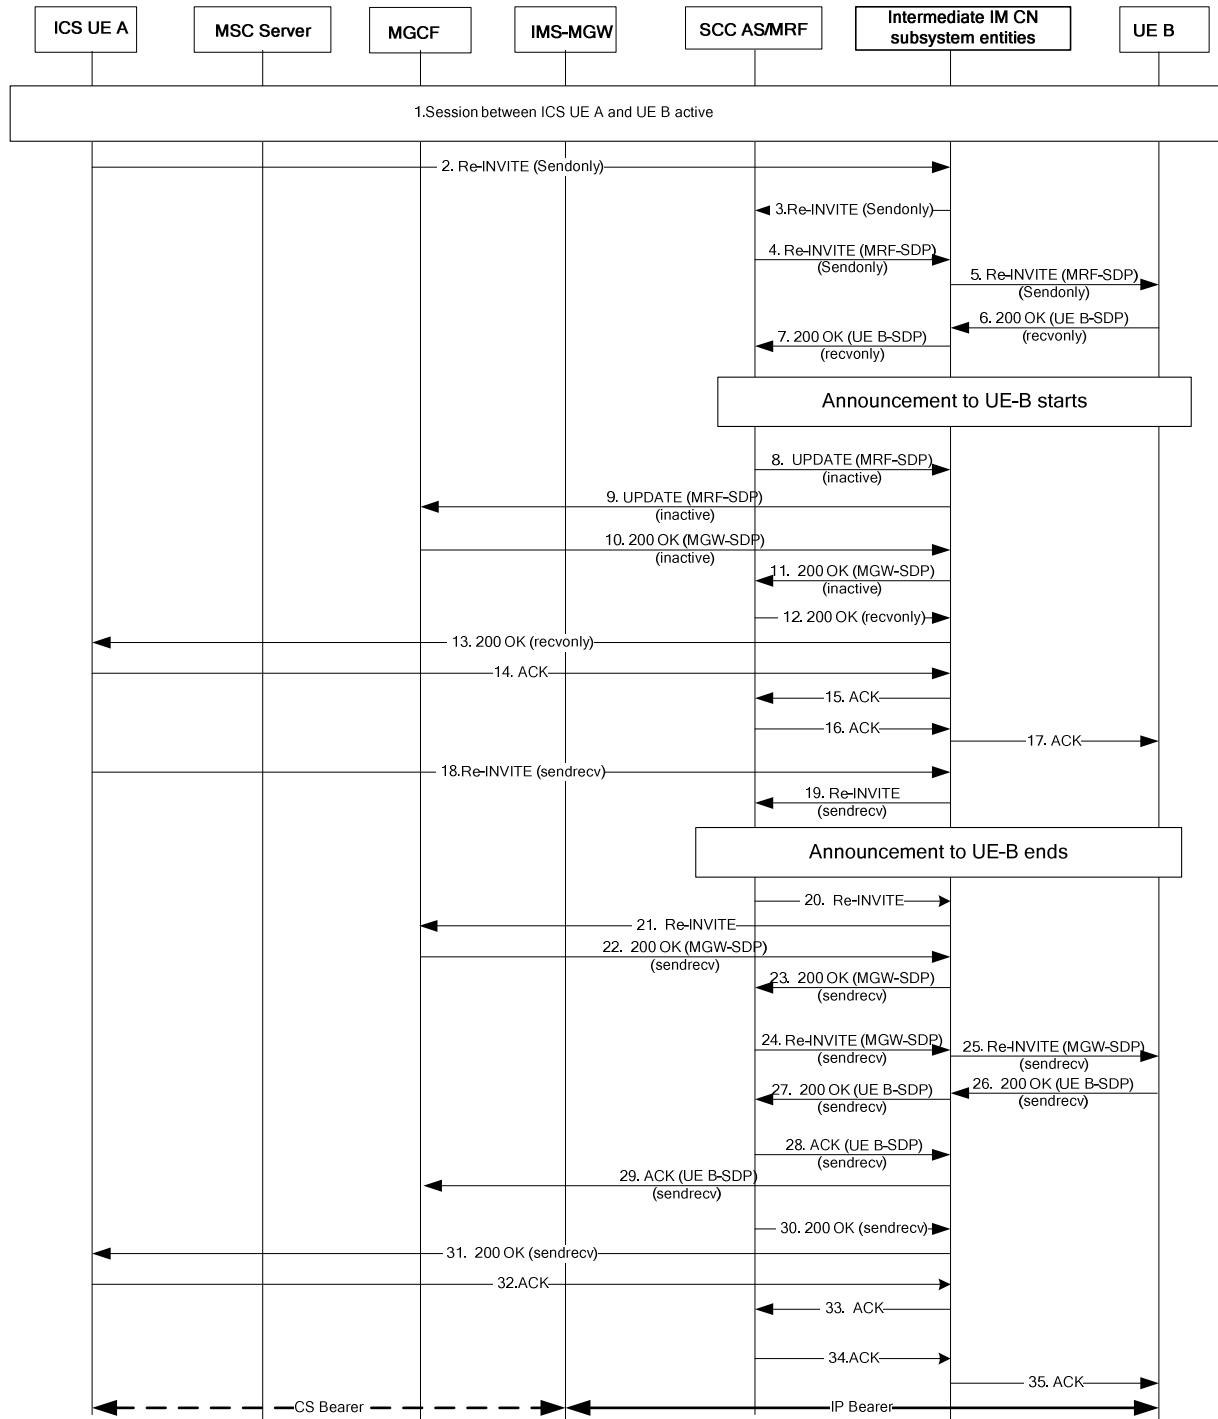 ICS UE A
MSC Server
MGCF
IMS-MGW
SCC AS/MRF
Intermediate IM CN
subsystem entities
UE B
1.Session between ICS UE A and UE B active
2. Re-INVITE (Sendonly)
3.Re-INVITE (Sendonly)
4. Re-INVITE (MRF-SDP)
(Sendonly)
5. Re-INVITE (MRF-SDP)
(Sendonly)
6. 200 OK (UE B-SDP)
(recvonly)
7. 200 OK (UE B-SDP)
(recvonly)
Announcement to UE-B starts
8. UPDATE (MRF-SDP)
(inactive)
9. UPDATE (MRF-SDP)
(inactive)
10. 200 OK (MGW-SDP)
(inactive)
11. 200 OK (MGW-SDP)
(inactive)
12. 200 OK (recvonly)
13. 200 OK (recvonly)
14. ACK
15. ACK
16. ACK
17. ACK
18.Re-INVITE (sendrecv)
19. Re-INVITE
(sendrecv)
Announcement to UE-B ends
20. Re-INVITE
21. Re-INVITE
22. 200 OK (MGW-SDP)
(sendrecv)
23. 200 OK (MGW-SDP)
(sendrecv)
24. Re-INVITE (MGW-SDP)
(sendrecv)
25. Re-INVITE (MGW-SDP)
(sendrecv)
26. 200 OK (UE B-SDP)
(sendrecv)
27. 200 OK (UE B-SDP)
(sendrecv)
28. ACK (UE B-SDP)
(sendrecv)
29. ACK (UE B-SDP)
(sendrecv)
30. 200 OK (sendrecv)
31. 200 OK (sendrecv)
32.ACK
33. ACK
34.ACK
35. ACK
CS Bearer
IP Bearer